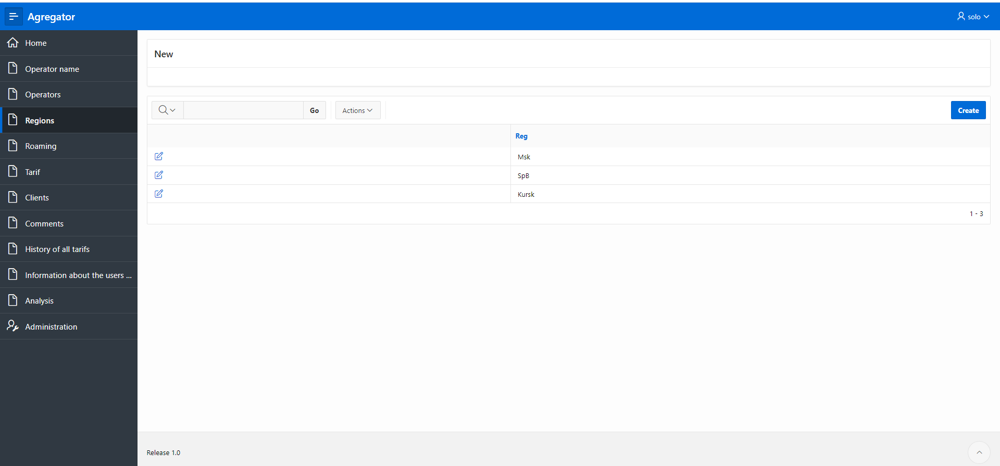 Agregator
solo
Home
Operator name
Operators
Regions
Roaming
Tarif
Clients
Comments
History of all tarifs
Information about the users ...
Analysis
Administration
New
Go
Actions
Create
Reg
Msk
SpB
Kursk
1 - 3
Release 1.0